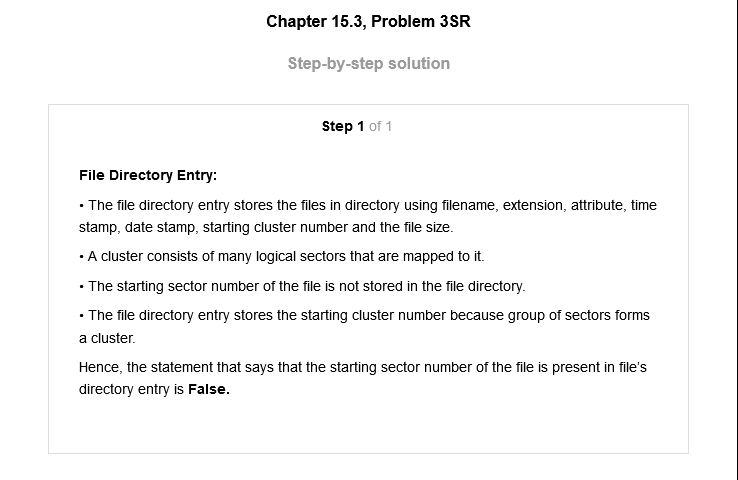 Chapter 15.3, Problem 3SR
Step-by-step solution
Step 1 of 1
File Directory Entry:
• The file directory entry stores the files in directory using filename, extension, attribute, time
stamp, date stamp, starting cluster number and the file size.
• A cluster consists of many logical sectors that are mapped to it.
• The starting sector number of the file is not stored in the file directory.
• The file directory entry stores the starting cluster number because group of sectors forms
a cluster.
Hence, the statement that says that the starting sector number of the file is present in file’s
directory entry is False.